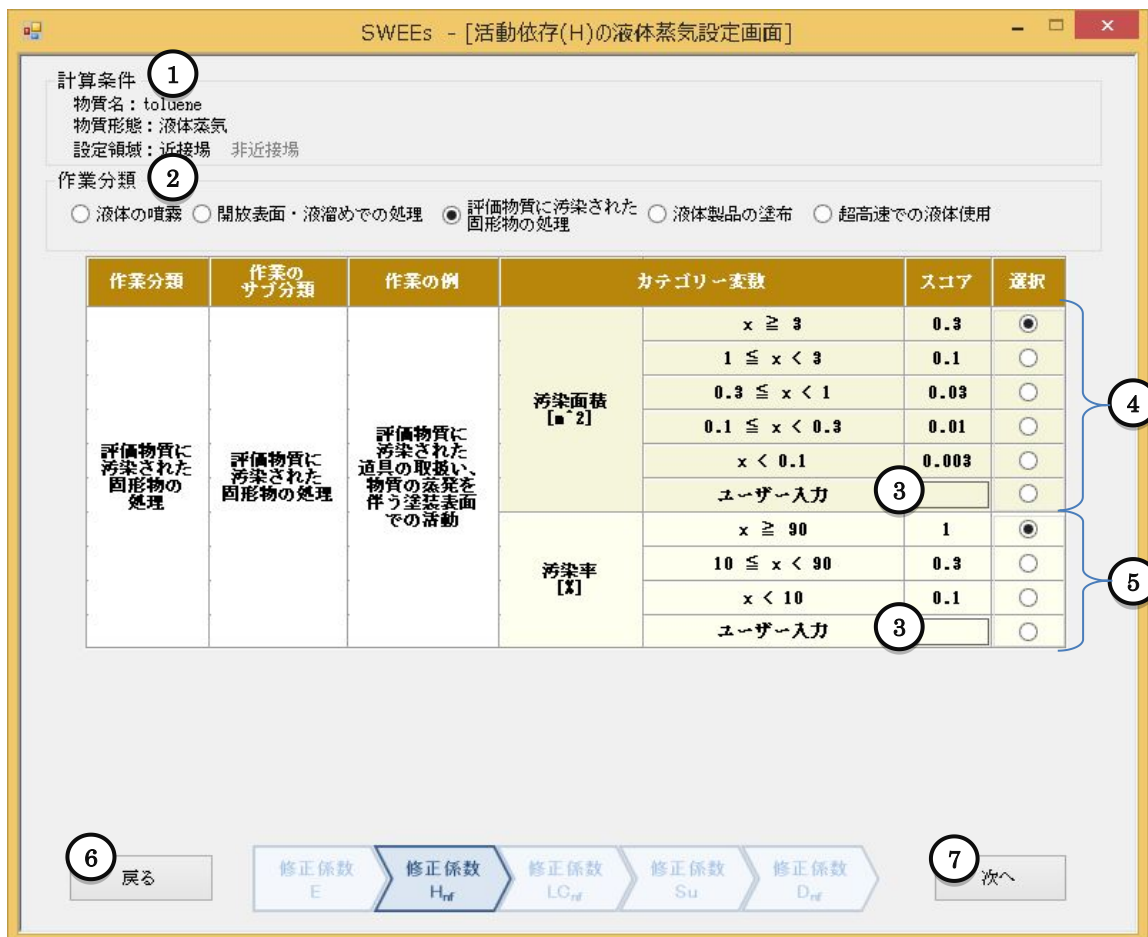 SWEEs - [活動依存(H)の液体蒸気設定画面]
計算条件 1
物質名：toluene
物質形態：液体蒸気
設定領域：近接場 非近接場
作業分類 2
液体の噴霧 開放表面・液溜めでの処理 評価物質に汚染された
固形物の処理 液体製品の塗布 超高速での液体使用
作業分類
作業の
サブ分類
作業の例
カテゴリー変数
スコア
選択
評価物質に
汚染された
固形物の
処理
評価物質に
汚染された
固形物の処理
評価物質に
汚染された
道具の取扱い、
物質の蒸発を
伴う塗装表面
での活動
汚染面積
[m^2]
x ≧ 3 0.3
1 ≦ x < 3 0.1
0.3 ≦ x < 1 0.03
0.1 ≦ x < 0.3 0.01
x < 0.1 0.003
ユーザー入力 3
4
汚染率
[%]
x ≧ 90 1
10 ≦ x < 90 0.3
x < 10 0.1
ユーザー入力 3
5
6 戻る
修正係数
E
修正係数
Hnf
修正係数
LCnf
修正係数
Su
修正係数
Dnf
7 次へ